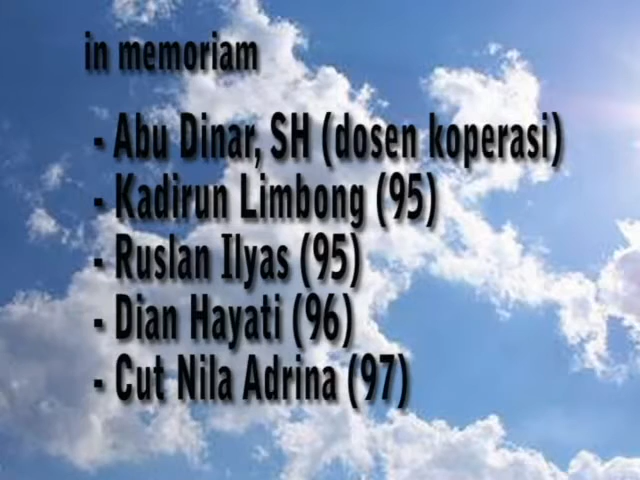 in memoriam
- Abu Dinar, SH (dosen koperasi)
- Kadirun Limbong (95)
- Ruslan Ilyas (95)
- Dian Hayati (96)
- Cut Nila Adrina (97)